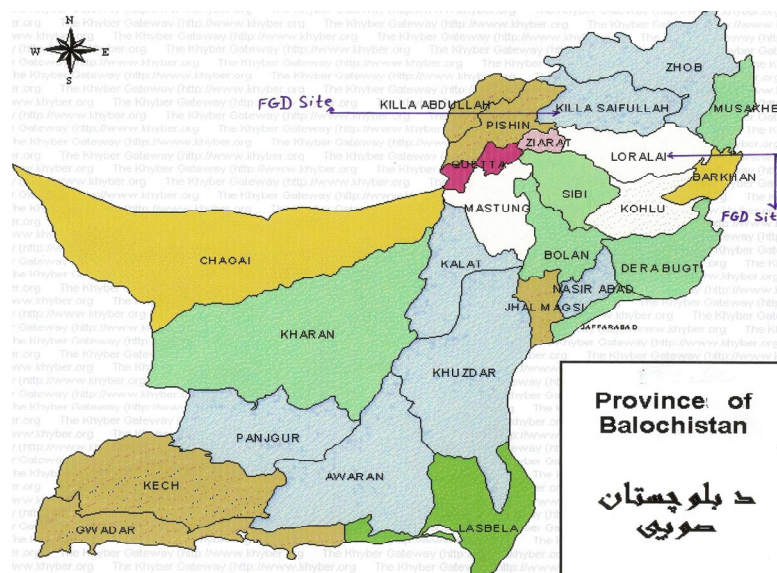 N
W E
S
ZHOB
FGD Site
KILLA ABDULLAH
KILLA SAIFULLAH
MUSAKHE
PISHIN
ZIARAT
LORALAI
QUETTA
BARKHAN
SIBI
MASTUNG
KOHLU
FGD Sit
CHAGAI
KALAT
BOLAN
DERABUGTI
NASIR ABAD
JHAL MAGSI
JAFFARABAD
KHARAN
KHUZDAR
Province of
Balochistan
PANJGUR
AWARAN
KECH
GWADAR
LASBELA
د بلوچستان
صوبې
The Khyber Gateway (http://www.khyber.org